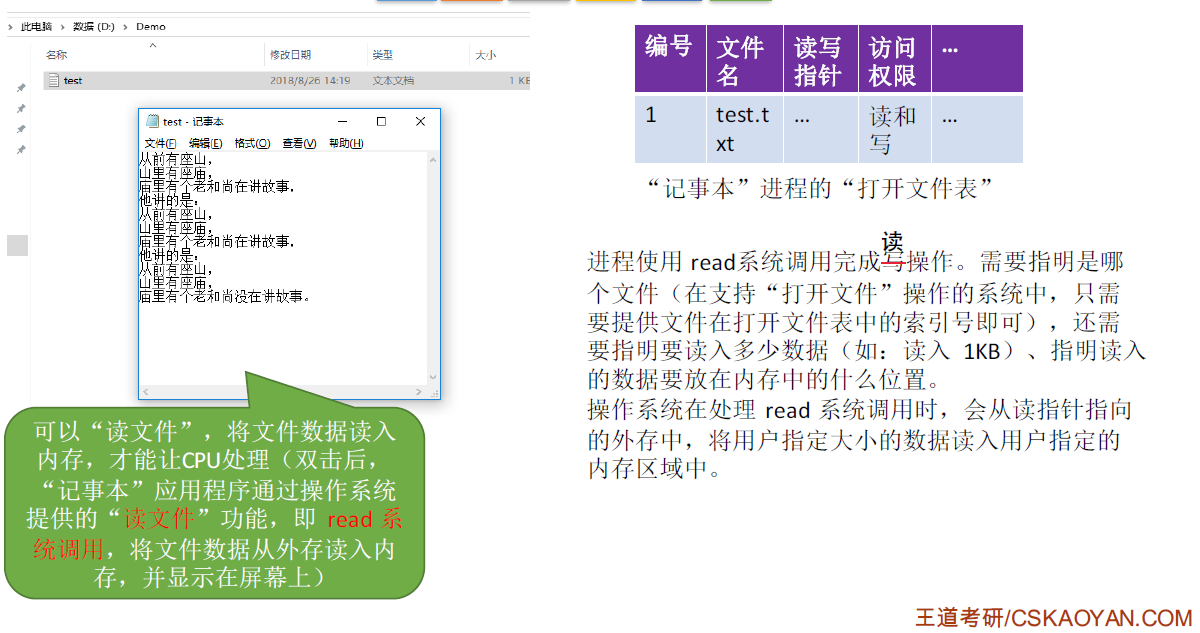 此电脑 › 数据 (D:) › Demo
名称 修改日期 类型 大小
test 2018/8/26 14:19 文本文档 1 KB
test - 记事本
文件(F) 编辑(E) 格式(O) 查看(V) 帮助(H)
从前有座山,
山里有座庙,
庙里有个老和尚在讲故事.
他讲的是:
从前有座山,
山里有座庙,
庙里有个老和尚在讲故事.
他讲的是:
从前有座山,
山里有座庙,
庙里有个老和尚没在讲故事。
可以“读文件”,将文件数据读入
内存,才能让CPU处理(双击后,
“记事本”应用程序通过操作系统
提供的“读文件”功能,即 read 系
统调用,将文件数据从外存读入内
存,并显示在屏幕上)
编号 文件名 读写指针 访问权限 ...
1 test.txt ... 读和写 ...
“记事本”进程的“打开文件表”
读
进程使用 read系统调用完成写操作。需要指明是哪
个文件(在支持“打开文件”操作的系统中,只需
要提供文件在打开文件表中的索引号即可),还需
要指明要读入多少数据(如:读入 1KB)、指明读入
的数据要放在内存中的什么位置。
操作系统在处理 read 系统调用时,会从读指针指向
的外存中,将用户指定大小的数据读入用户指定的
内存区域中。
王道考研/CSKAOYAN.COM